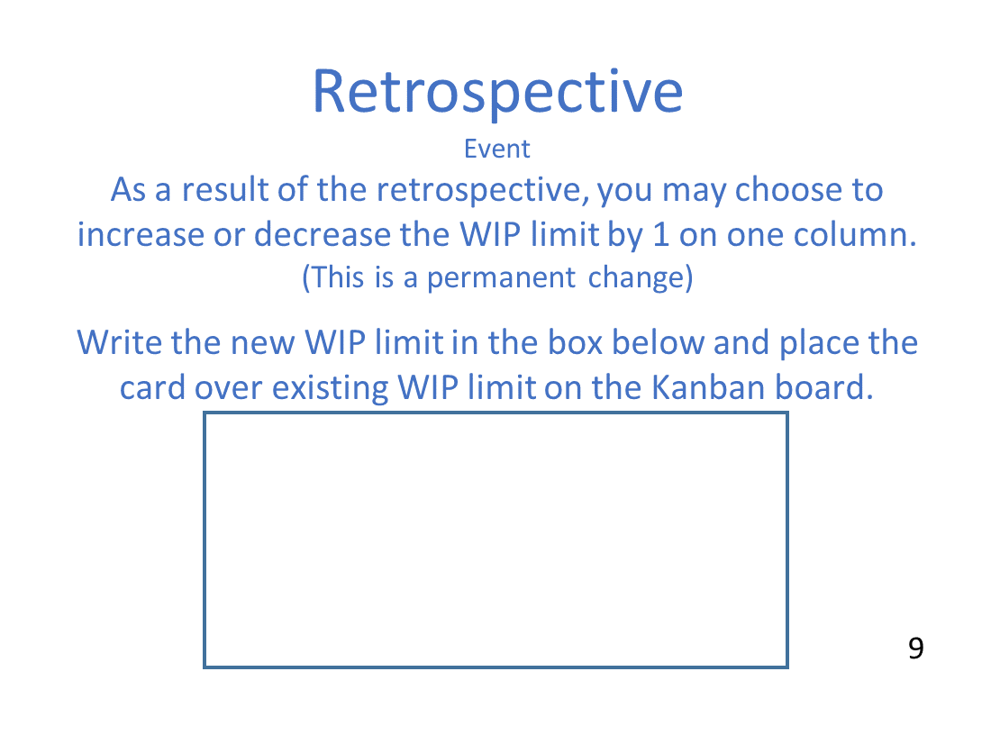 Retrospective
Event
As a result of the retrospective, you may choose to
increase or decrease the WIP limit by 1 on one column.
(This is a permanent change)
Write the new WIP limit in the box below and place the
card over existing WIP limit on the Kanban board.
9